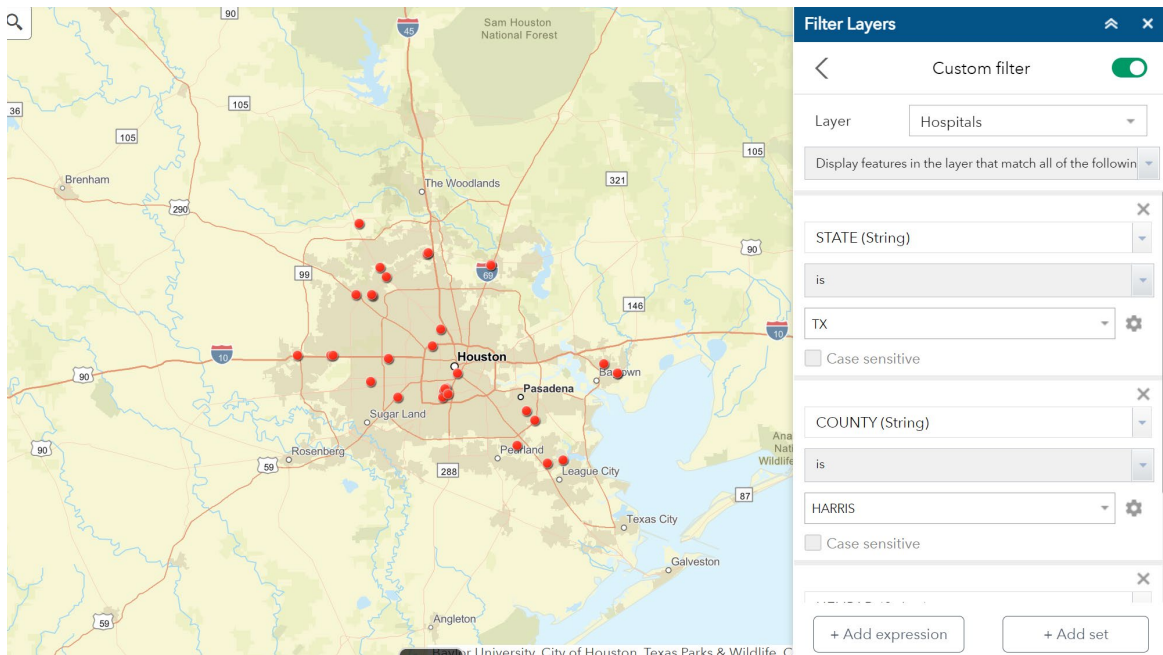 90
Sam Houston
National Forest
45
36
105
105
105
Brenham
The Woodlands
321
290
90
99
69
146
10
10
Houston
90
Baytown
Pasadena
Sugar Land
Pearland
90
Rosenberg
59
288
League City
87
Texas City
Galveston
59
Angleton
University, City of Houston, Texas Parks & Wildlife, C
Filter Layers
Custom filter
Layer
Hospitals
Display features in the layer that match all of the followin
STATE (String)
is
TX
Case sensitive
COUNTY (String)
is
HARRIS
Case sensitive
+ Add expression
+ Add set